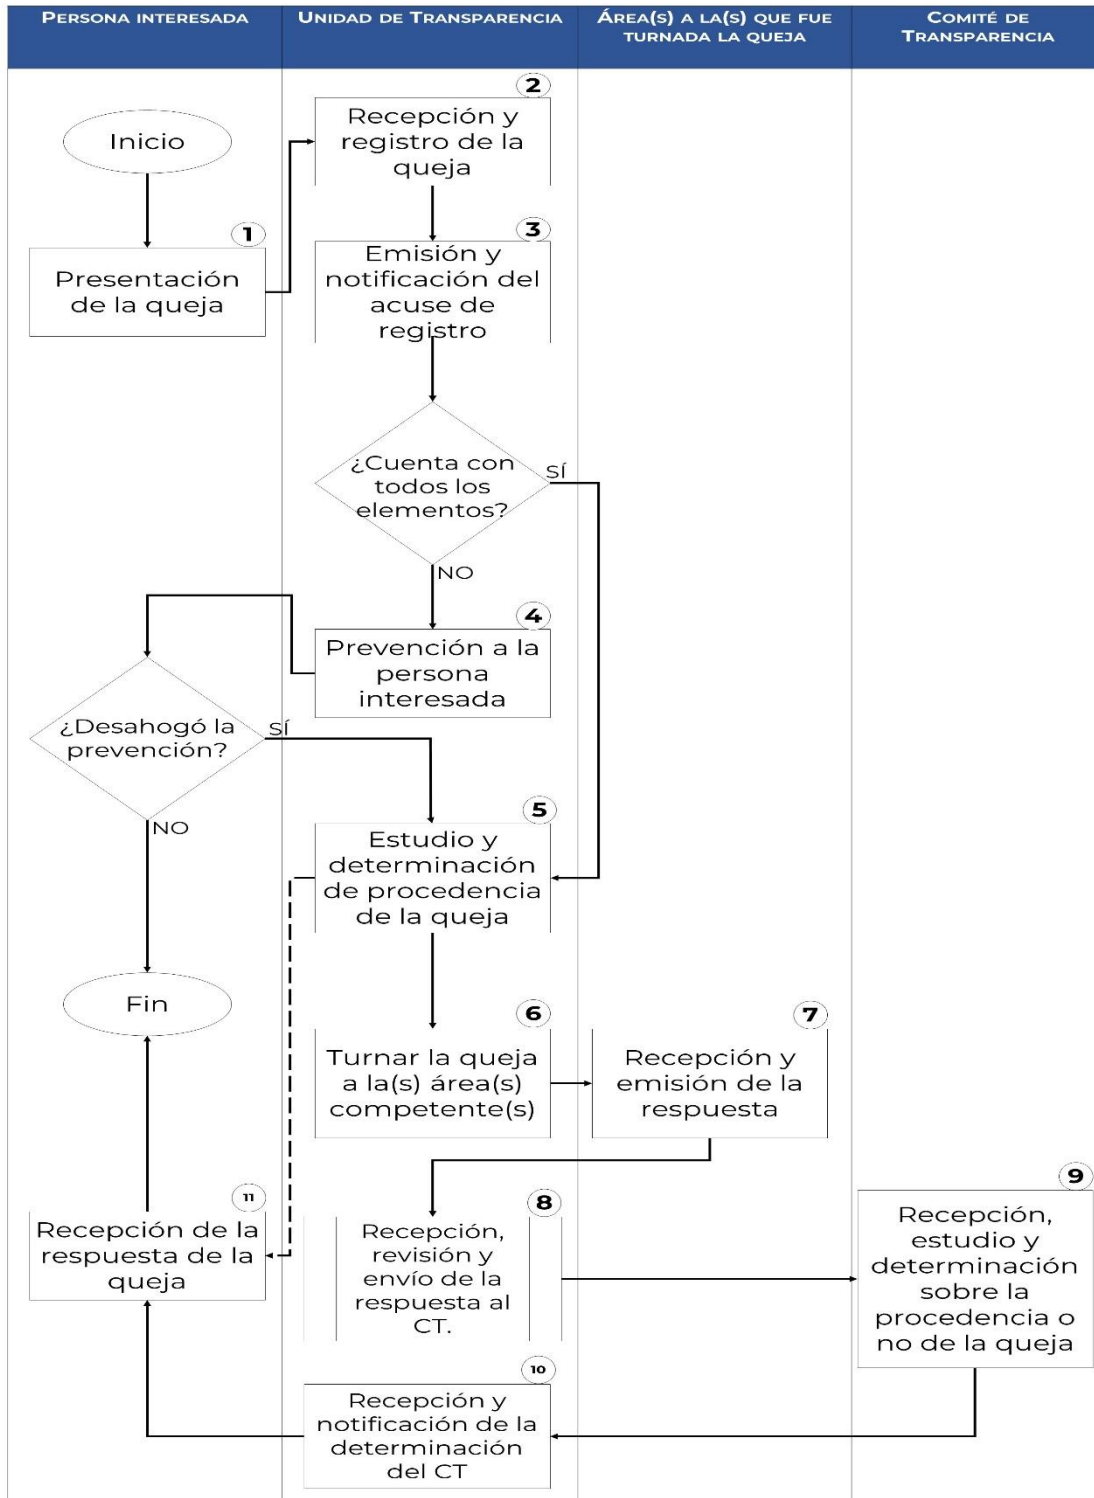 PERSONA INTERESADA
UNIDAD DE TRANSPARENCIA
ÁREA(S) A LA(S) QUE FUE
TURNADA LA QUEJA
COMITÉ DE
TRANSPARENCIA
Inicio
2
Recepción y
registro de la
queja
1
Presentación
de la queja
3
Emisión y
notificación del
acuse de
registro
¿Cuenta con
todos los
elementos?
SÍ
NO
4
Prevención a la
persona
interesada
¿Desahogó la
prevención?
SÍ
NO
5
Estudio y
determinación
de procedencia
de la queja
Fin
6
Turnar la queja
a la(s) área(s)
competente(s)
7
Recepción y
emisión de la
respuesta
8
Recepción,
revisión y
envío de la
respuesta al
CT.
9
Recepción,
estudio y
determinación
sobre la
procedencia o
no de la queja
11
Recepción de la
respuesta de la
queja
10
Recepción y
notificación de la
determinación
del CT